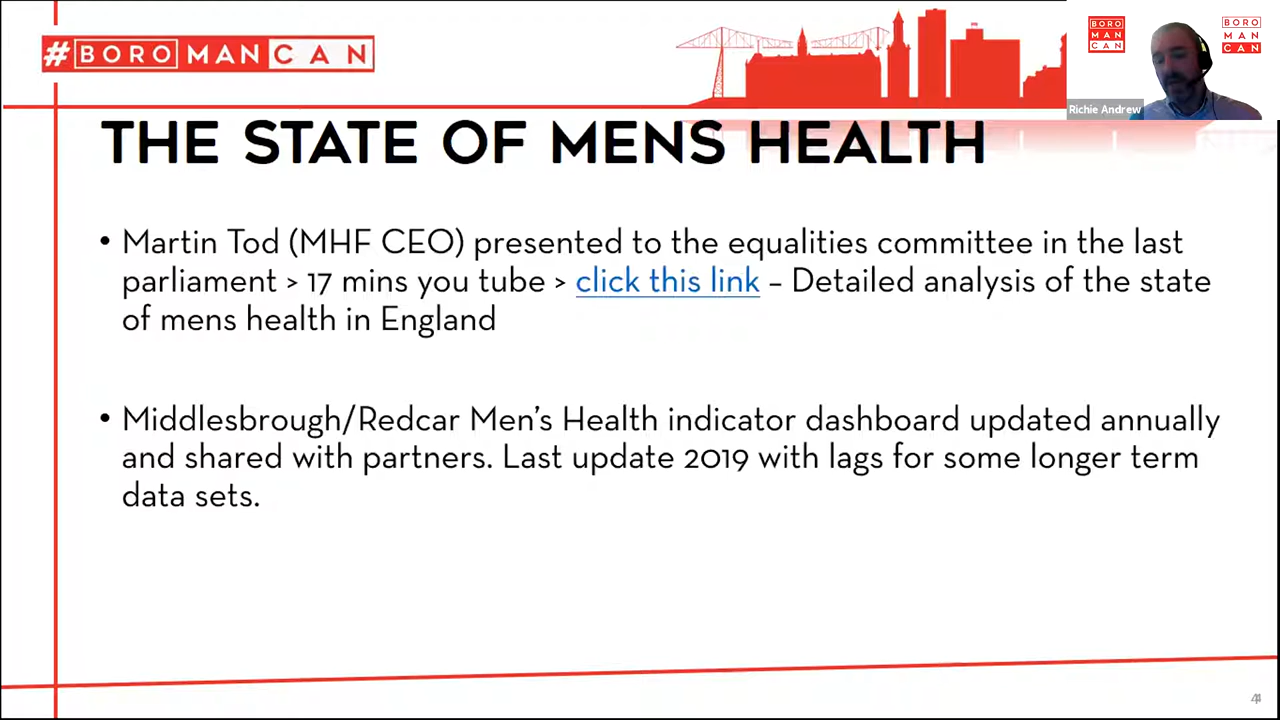 #BOROMANCAN
BORO
MAN
CAN
BORO
MAN
CAN
Richie Andrew
THE STATE OF MENS HEALTH
• Martin Tod (MHF CEO) presented to the equalities committee in the last
parliament > 17 mins you tube > click this link – Detailed analysis of the state
of mens health in England
• Middlesbrough/Redcar Men’s Health indicator dashboard updated annually
and shared with partners. Last update 2019 with lags for some longer term
data sets.